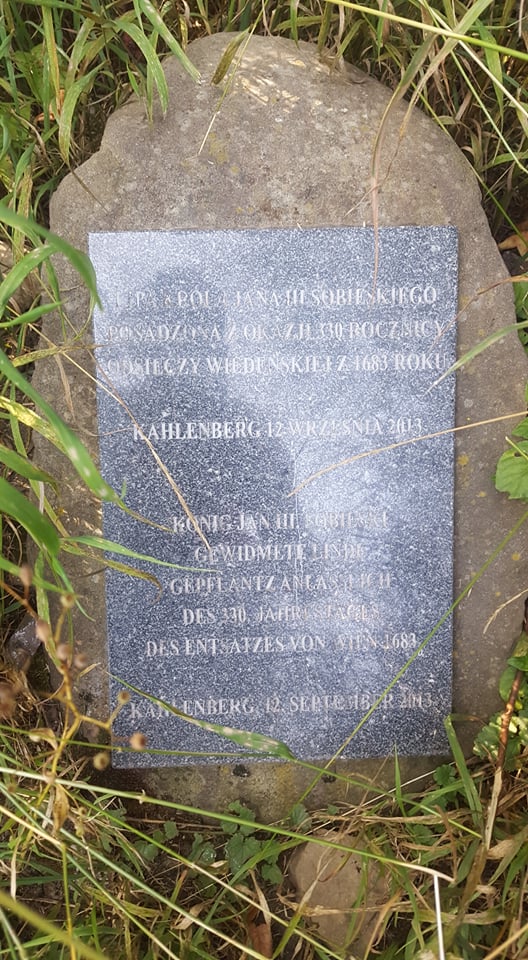 LIPA KRÓLA JANA III SOBIESKIEGO
POSADZONA Z OKAZJI 330 ROCZNICY
ODSIECZY WIEDEŃSKIEJ Z 1683 ROKU
KAHLENBERG 12 WRZEŚNIA 2013
KÖNIG JAN III. SOBIESKI
GEWIDMETE LINDE
GEPFLANTZ ANLÄSSLICH
DES 330. JAHRESTAGES
DES ENTSATZES VON WIEN 1683
KAHLENBERG, 12. SEPTEMBER 2013